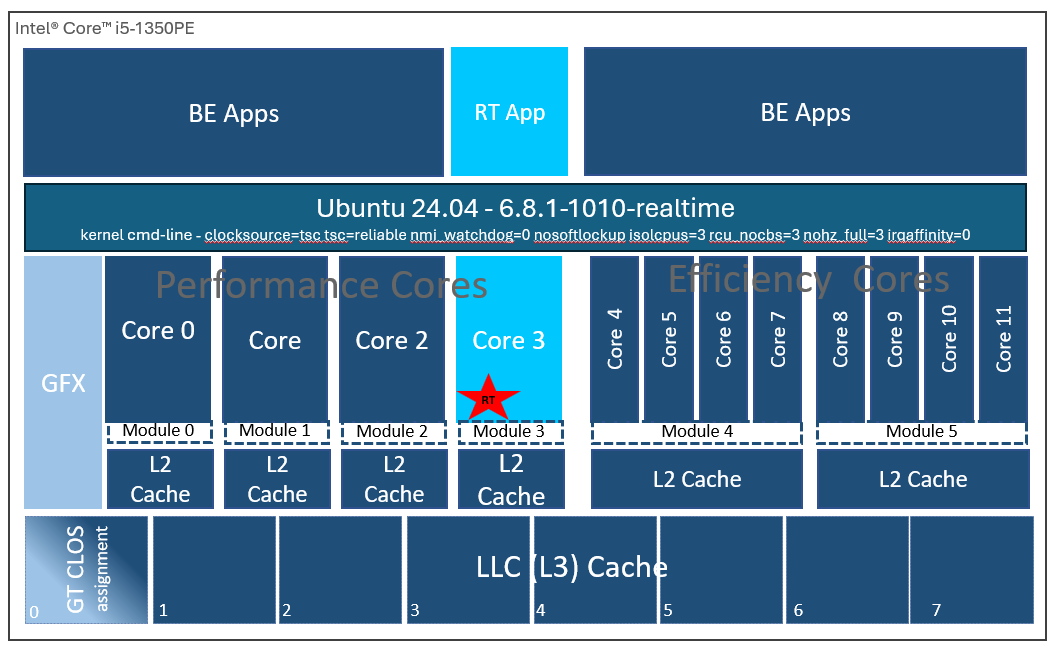 Intel® Core™ i5-1350PE
BE Apps
RT App
BE Apps
Ubuntu 24.04 - 6.8.1-1010-realtime
kernel cmd-line - clocksource=tsc tsc=reliable nmi_watchdog=0 nosoftlockup isolcpus=3 rcu_nocbs=3 nohz_full=3 irqaffinity=0
Performance Cores
Efficiency Cores
GFX
Core 0
Core
Core 2
Core 3
RT
Core 4
Core 5
Core 6
Core 7
Core 8
Core 9
Core 10
Core 11
Module 0
Module 1
Module 2
Module 3
Module 4
Module 5
L2
Cache
L2
Cache
L2
Cache
L2
Cache
L2 Cache
L2 Cache
GT CLOS
assignment
LLC (L3) Cache
0
1
2
3
4
5
6
7